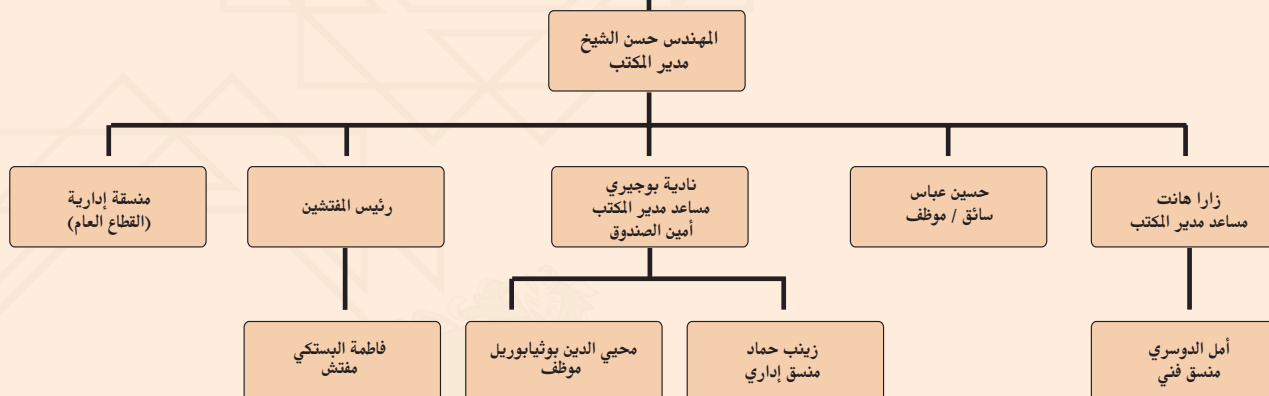 المهندس حسن الشيخ
مدير المكتب
زارا هانت
مساعد مدير المكتب
حسين عباس
سائق / موظف
نادية بوجيري
مساعد مدير المكتب
أمين الصندوق
رئيس المفتشين
منسقة إدارية
(القطاع العام)
أمل الدوسري
منسق فني
زينب حماد
منسق إداري
محيي الدين بوثيابوريل
موظف
فاطمة البستكي
مفتش